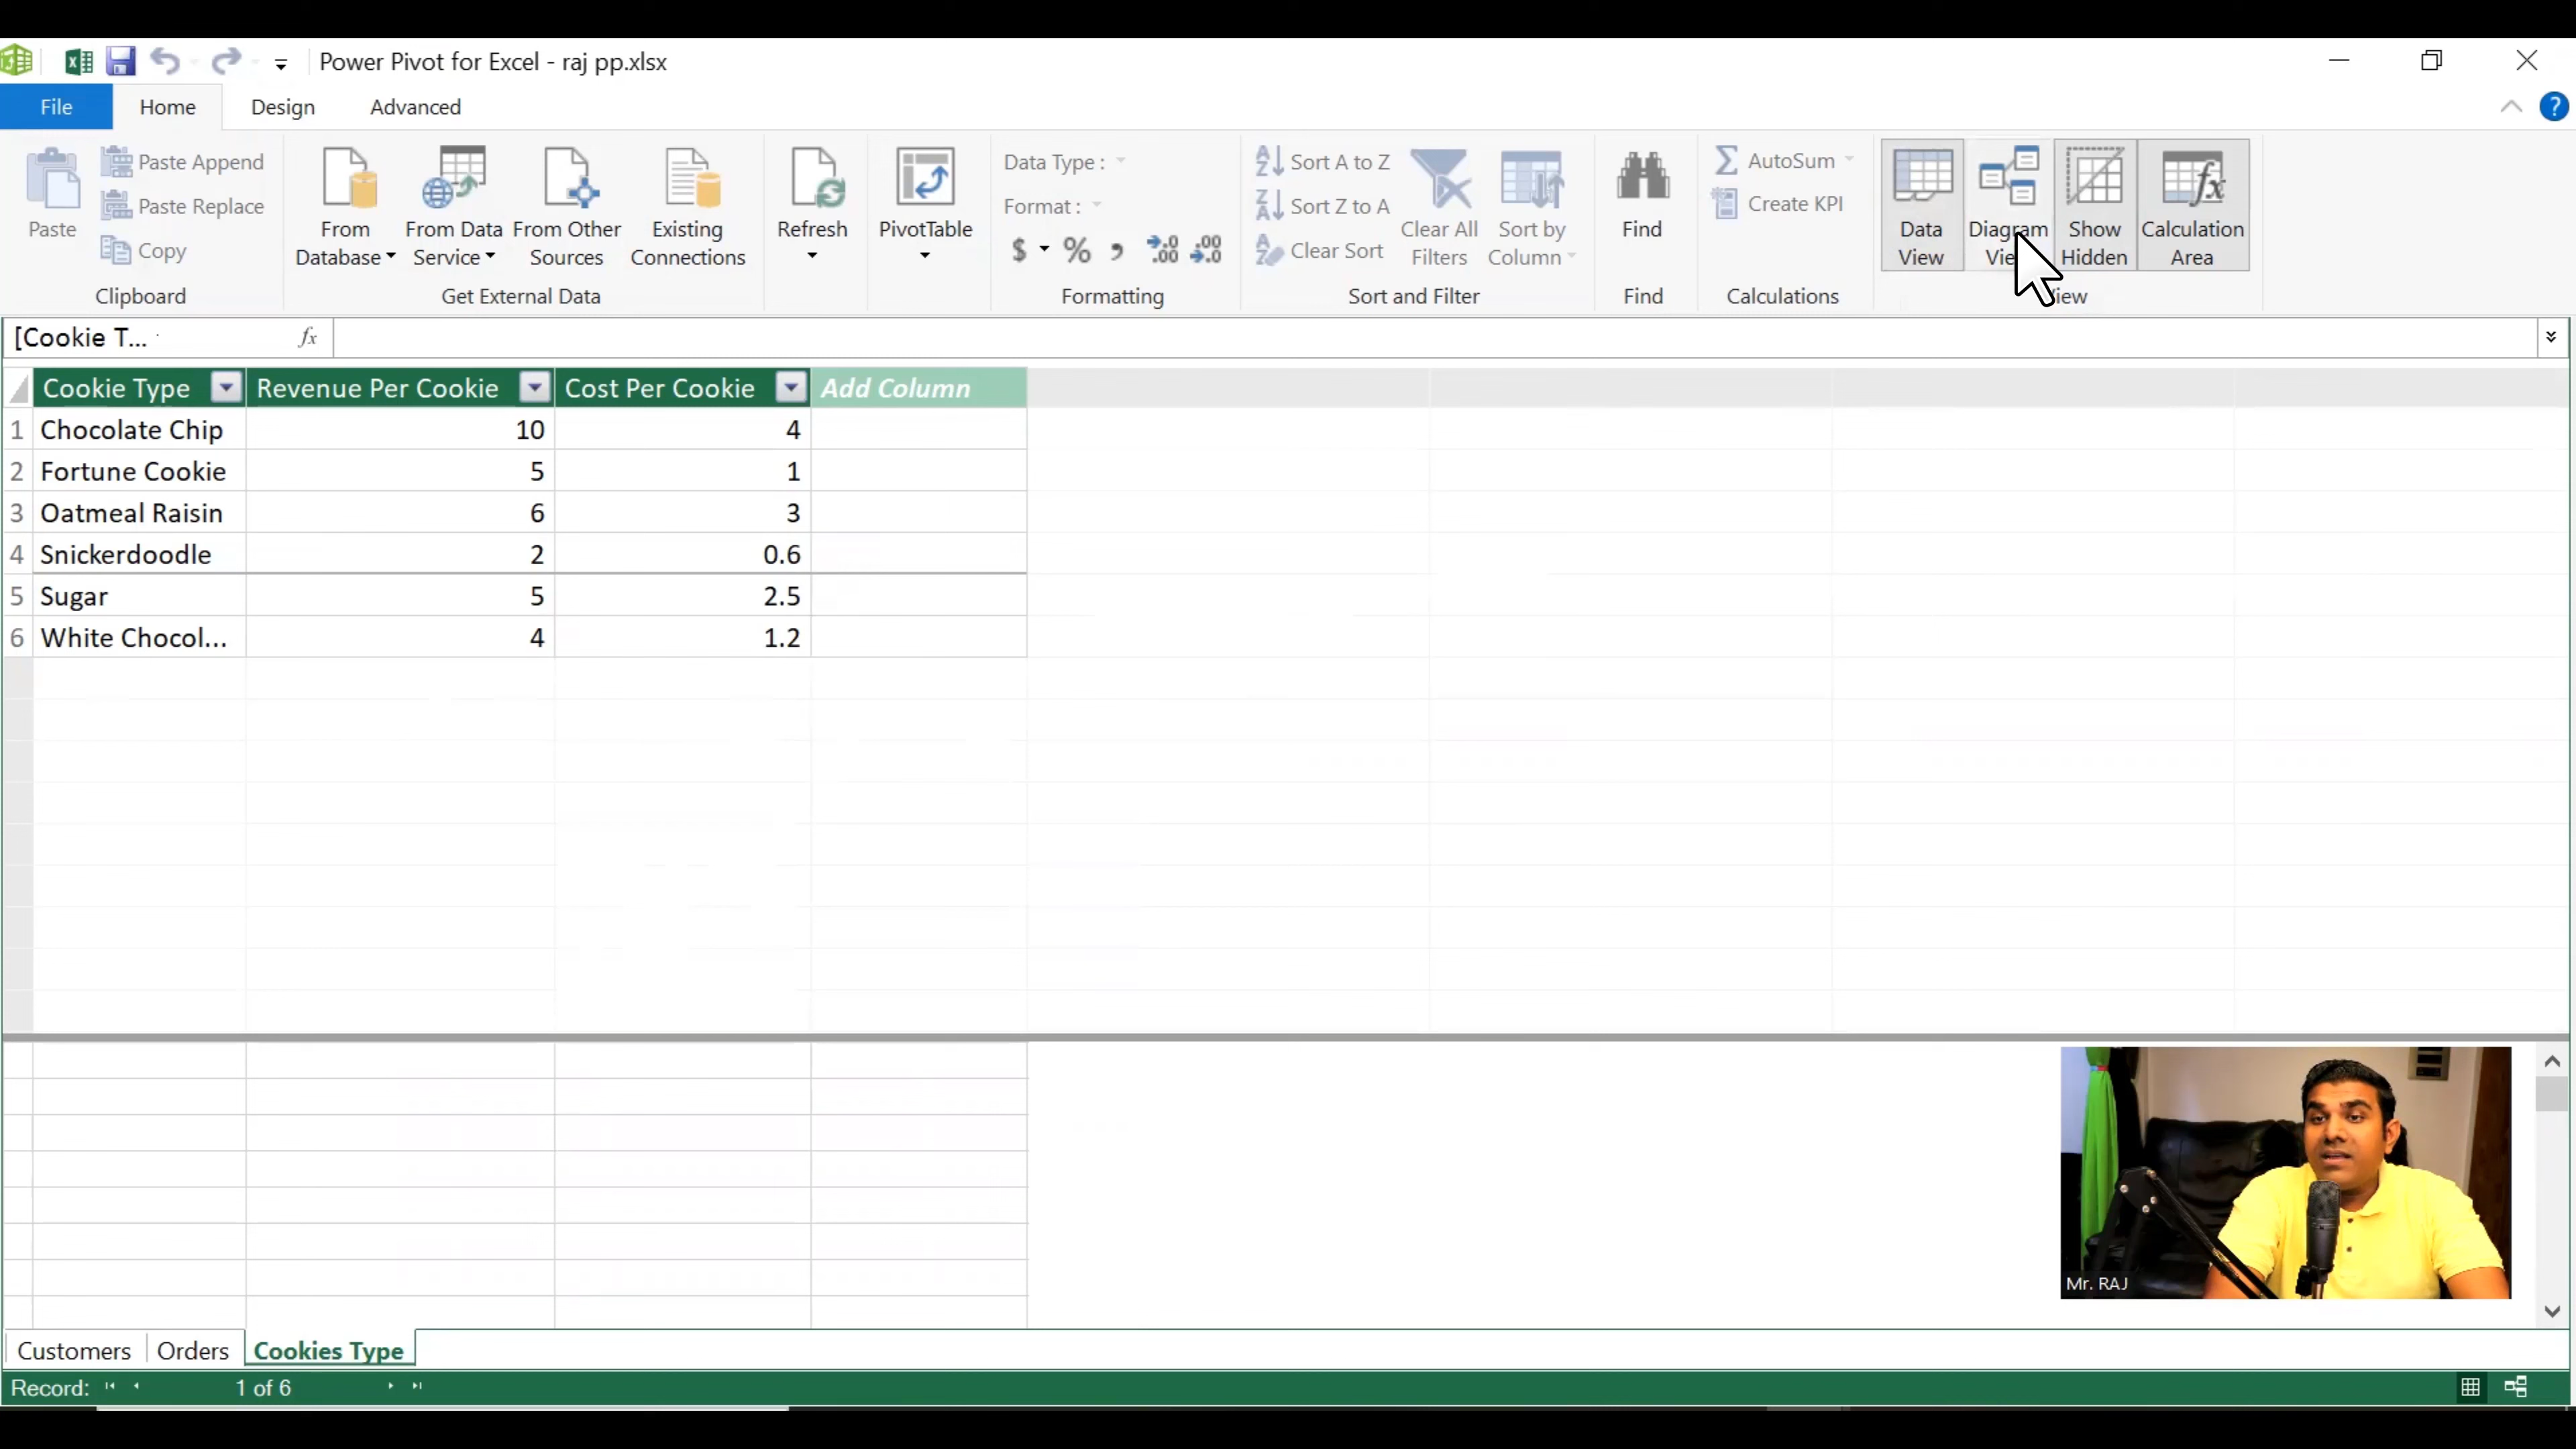 Power Pivot for Excel - raj pp.xlsx
File Home Design Advanced
Paste
Paste Append
Paste Replace
Copy
Clipboard
From Database
From Data Service
From Other Sources
Existing Connections
Get External Data
Refresh
PivotTable
Data Type :
Format :
$ % , .0 .00 .00 .0
Formatting
Sort A to Z
Sort Z to A
Clear Sort
Clear All Filters
Sort by Column
Sort and Filter
Find
Find
AutoSum
Create KPI
Calculations
Data View
Diagram
Show Hidden
Calculation Area
[Cookie T... fx
Cookie Type Revenue Per Cookie Cost Per Cookie Add Column
1 Chocolate Chip 10 4
2 Fortune Cookie 5 1
3 Oatmeal Raisin 6 3
4 Snickerdoodle 2 0.6
5 Sugar 5 2.5
6 White Chocol... 4 1.2
Mr. RAJ
Customers Orders Cookies Type
Record: 1 of 6